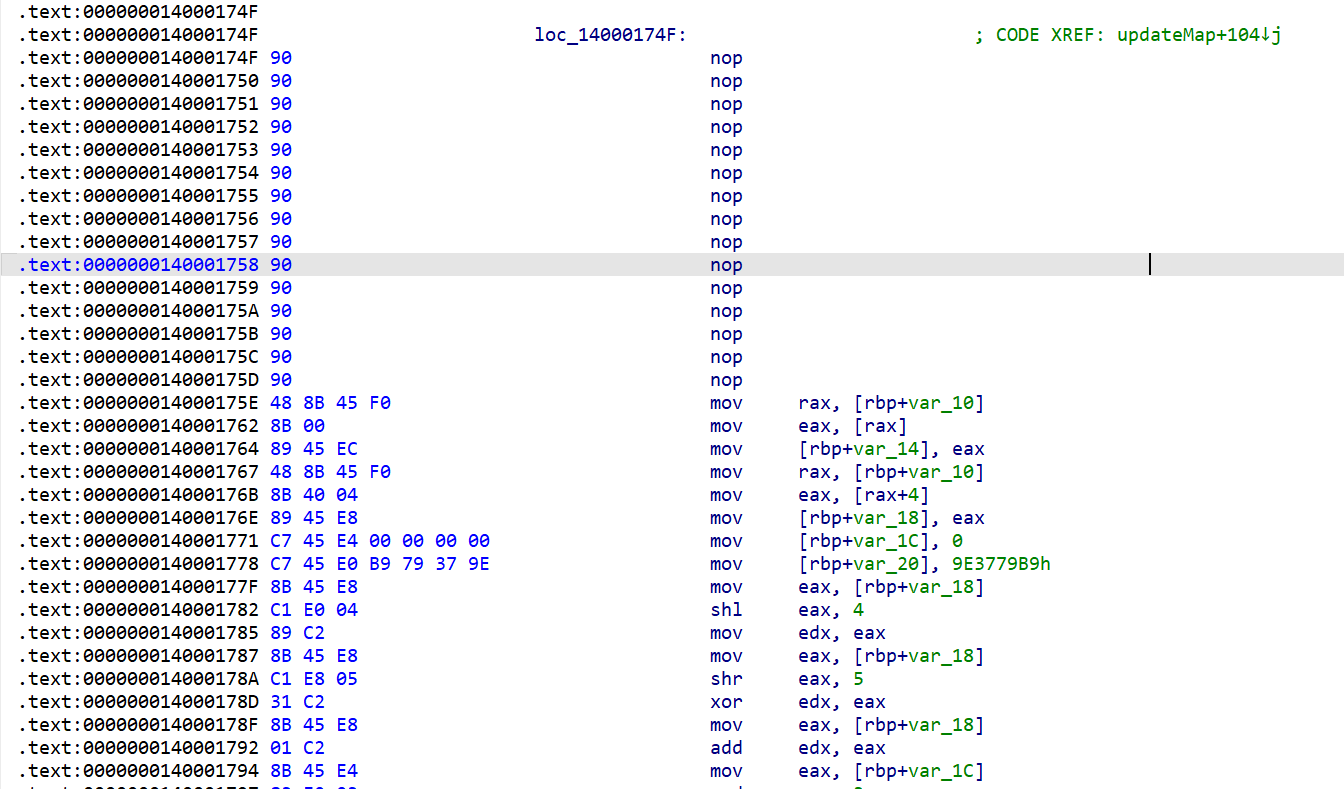 .text:000000014000174F
.text:000000014000174F loc_14000174F: ; CODE XREF: updateMap+104↓j
.text:000000014000174F 90 nop
.text:0000000140001750 90 nop
.text:0000000140001751 90 nop
.text:0000000140001752 90 nop
.text:0000000140001753 90 nop
.text:0000000140001754 90 nop
.text:0000000140001755 90 nop
.text:0000000140001756 90 nop
.text:0000000140001757 90 nop
.text:0000000140001758 90 nop
.text:0000000140001759 90 nop
.text:000000014000175A 90 nop
.text:000000014000175B 90 nop
.text:000000014000175C 90 nop
.text:000000014000175D 90 nop
.text:000000014000175E 48 8B 45 F0 mov rax, [rbp+var_10]
.text:0000000140001762 8B 00 mov eax, [rax]
.text:0000000140001764 89 45 EC mov [rbp+var_14], eax
.text:0000000140001767 48 8B 45 F0 mov rax, [rbp+var_10]
.text:000000014000176B 8B 40 04 mov eax, [rax+4]
.text:000000014000176E 89 45 E8 mov [rbp+var_18], eax
.text:0000000140001771 C7 45 E4 00 00 00 00 mov [rbp+var_1C], 0
.text:0000000140001778 C7 45 E0 B9 79 37 9E mov [rbp+var_20], 9E3779B9h
.text:000000014000177F 8B 45 E8 mov eax, [rbp+var_18]
.text:0000000140001782 C1 E0 04 shl eax, 4
.text:0000000140001785 89 C2 mov edx, eax
.text:0000000140001787 8B 45 E8 mov eax, [rbp+var_18]
.text:000000014000178A C1 E8 05 shr eax, 5
.text:000000014000178D 31 C2 xor edx, eax
.text:000000014000178F 8B 45 E8 mov eax, [rbp+var_18]
.text:0000000140001792 01 C2 add edx, eax
.text:0000000140001794 8B 45 E4 mov eax, [rbp+var_1C]